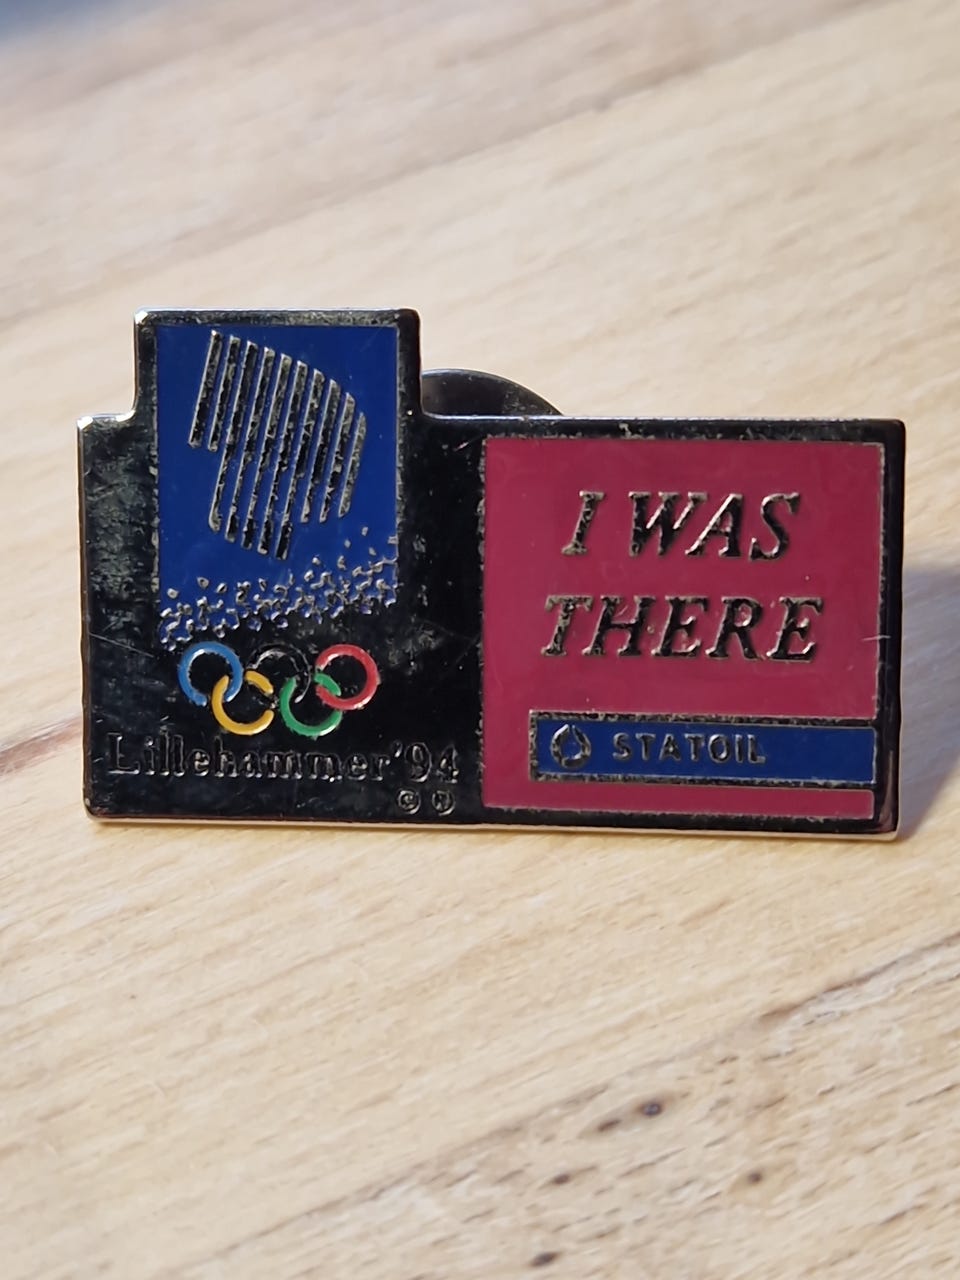 Lillehammer'94
© ®
I WAS
THERE
STATOIL